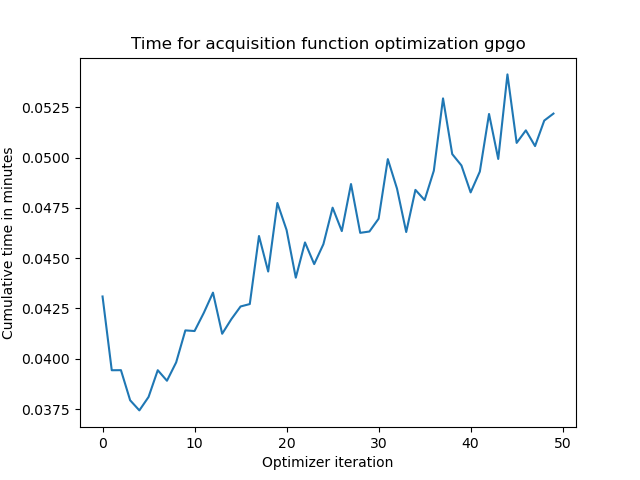 Time for acquisition function optimization gpgo
Cumulative time in minutes
0.0525
0.0500
0.0475
0.0450
0.0425
0.0400
0.0375
0 10 20 30 40 50
Optimizer iteration